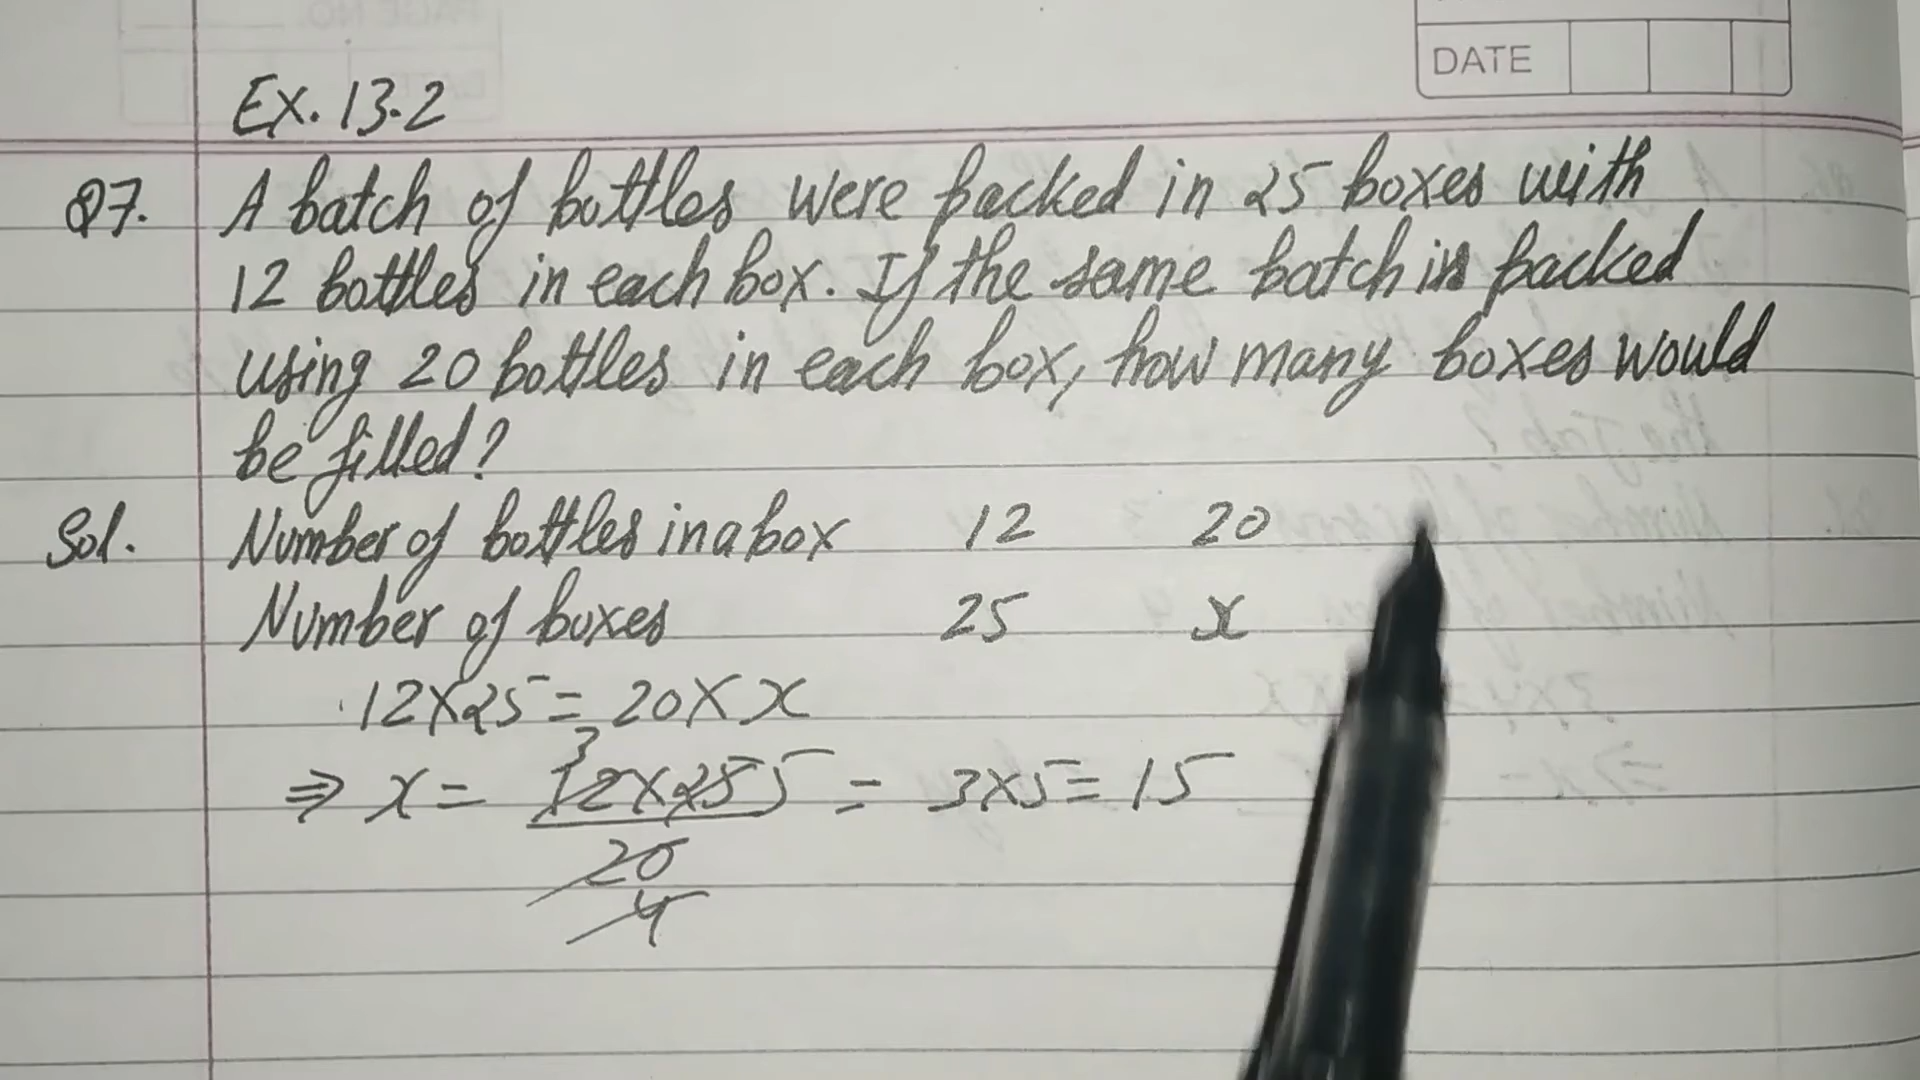 DATE
Ex. 13.2
Q7. A batch of bottles were packed in 25 boxes with
12 bottles in each box. If the same batch is packed
using 20 bottles in each box, how many boxes would
be filled?
Sol. Number of bottles in a box 12 20
Number of boxes 25 x
12×25 = 20×x
3
⇒ x = 12×25 5 = 3×5 = 15
20
4